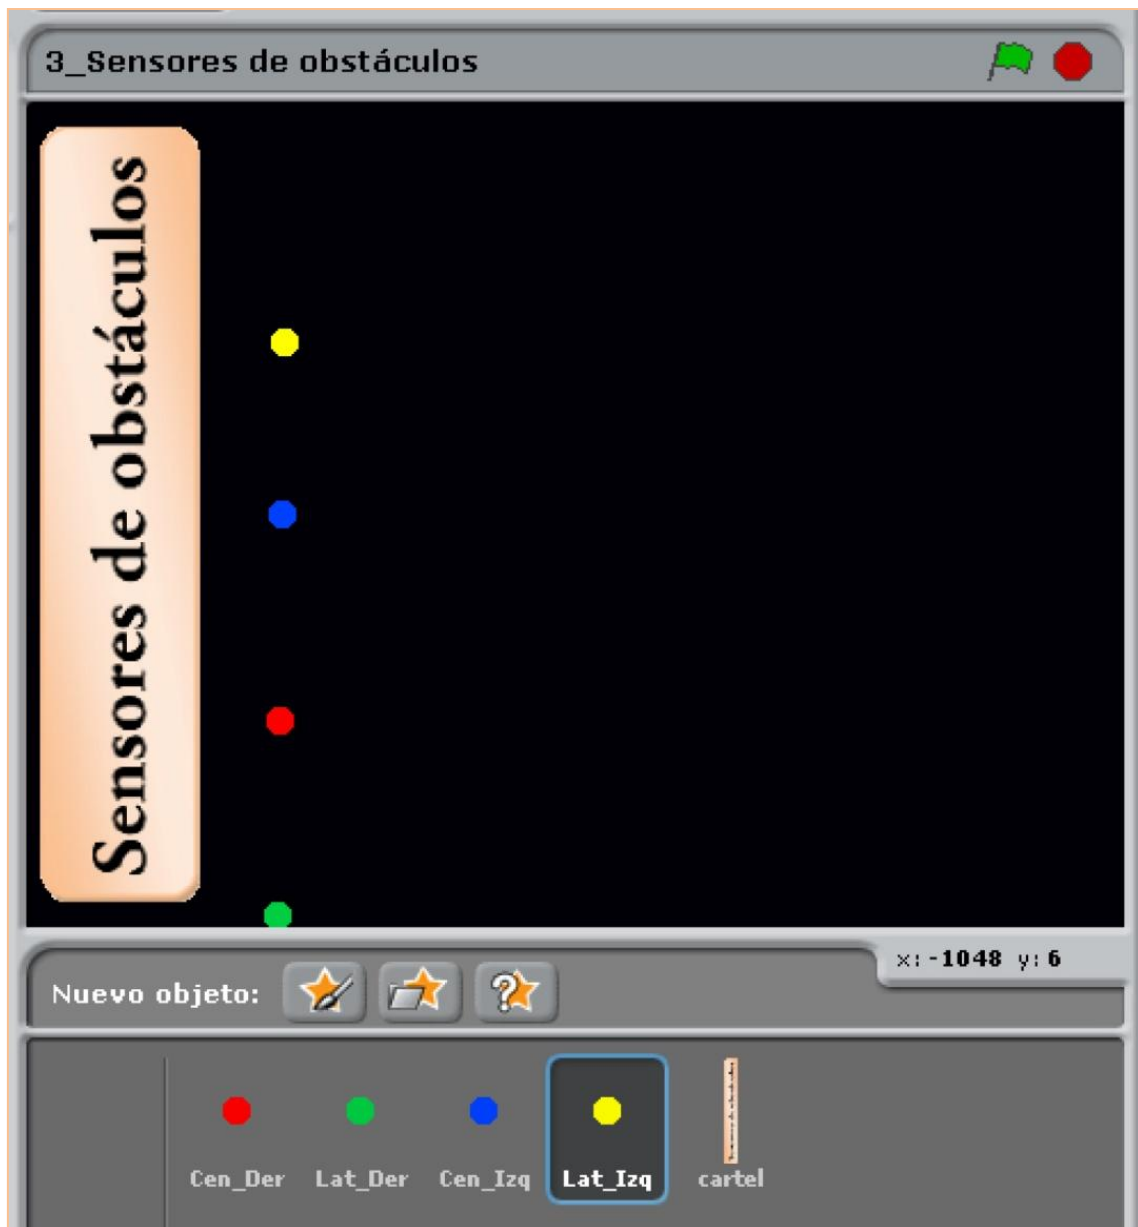 3_Sensores de obstáculos
Sensores de obstáculos
x: -1048 y: 6
Nuevo objeto:
Cen_Der Lat_Der Cen_Izq Lat_Izq cartel